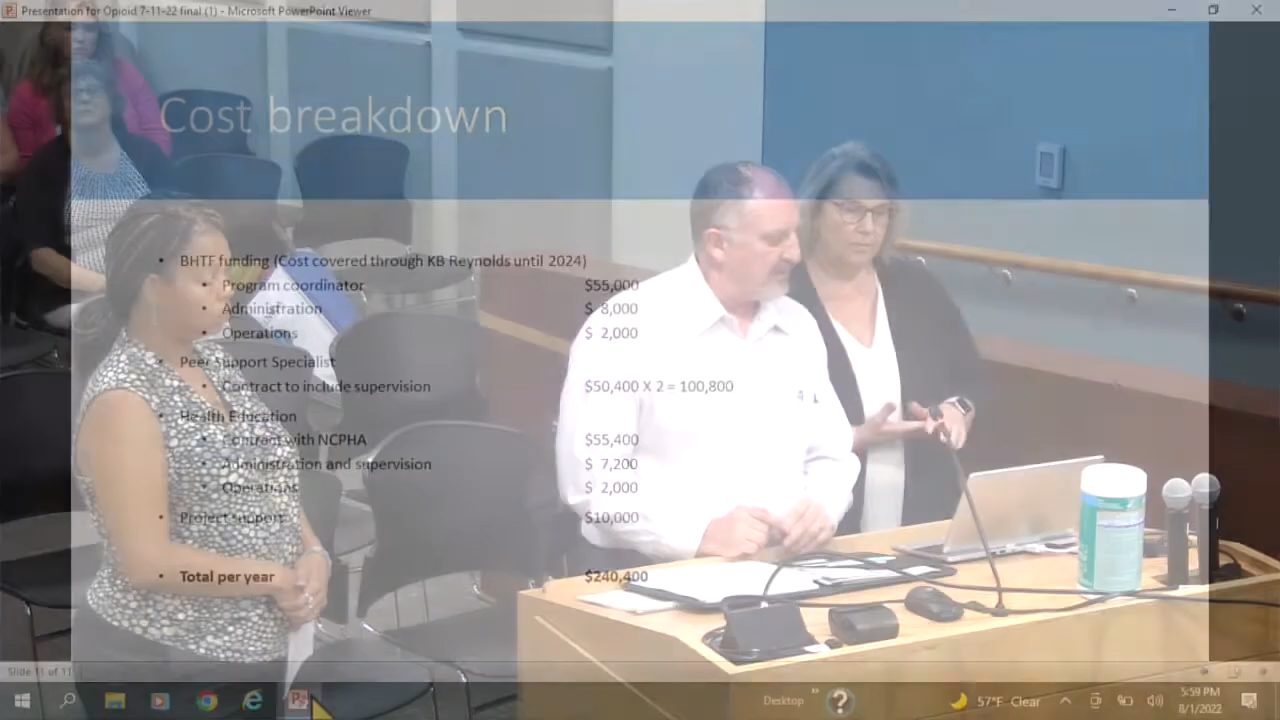 Presentation for Opioid 7-11-22 final (1) - Microsoft PowerPoint Viewer
Cost breakdown
• BHTF funding (Cost covered through KB Reynolds until 2024)
• Program coordinator $55,000
• Administration $ 8,000
• Operations $ 2,000
• Peer Support Specialist
• Contract to include supervision $50,400 X 2 = 100,800
• Health Education
• Contract with NCPHA $55,400
• Administration and supervision $ 7,200
• Operations $ 2,000
• Project support $10,000
• Total per year $240,400
Slide 11 of 11
Desktop
57°F Clear
5:59 PM
8/1/2022